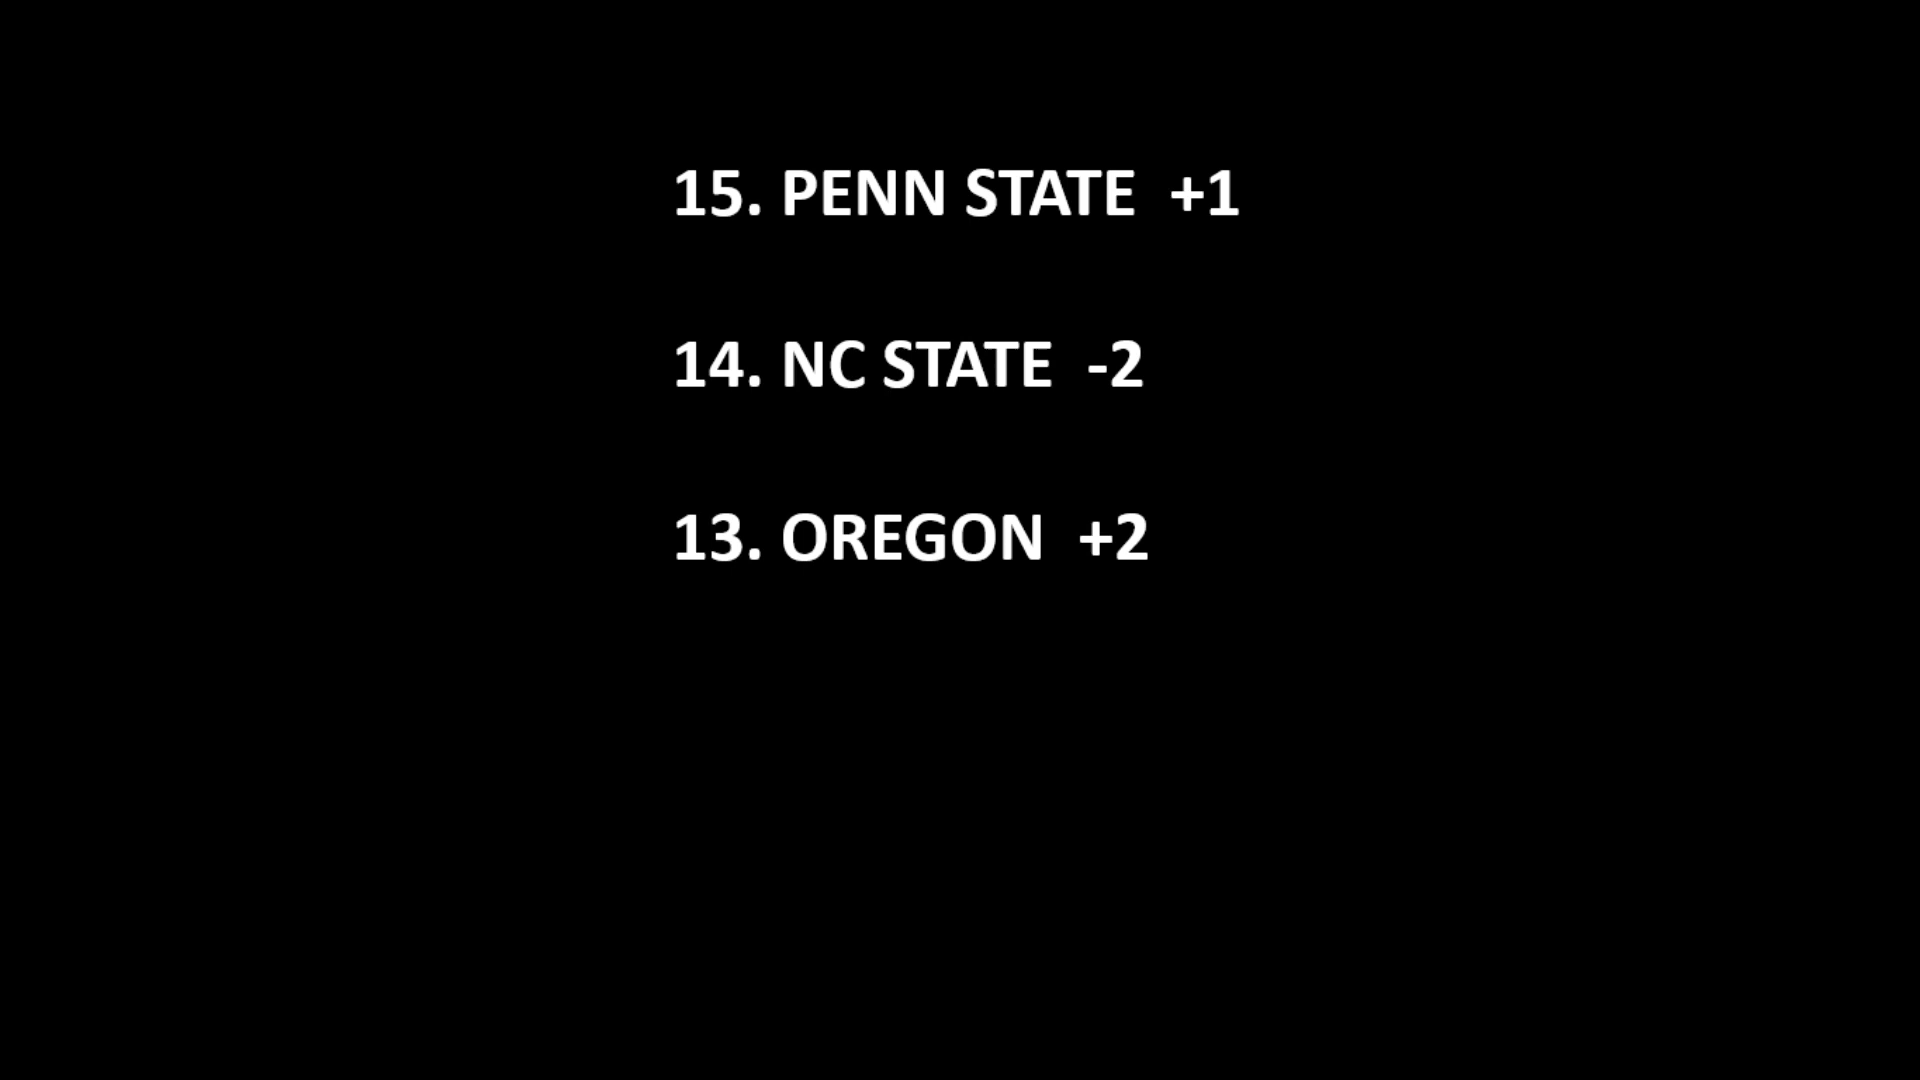 15. PENN STATE  +1
14. NC STATE  -2
13. OREGON  +2